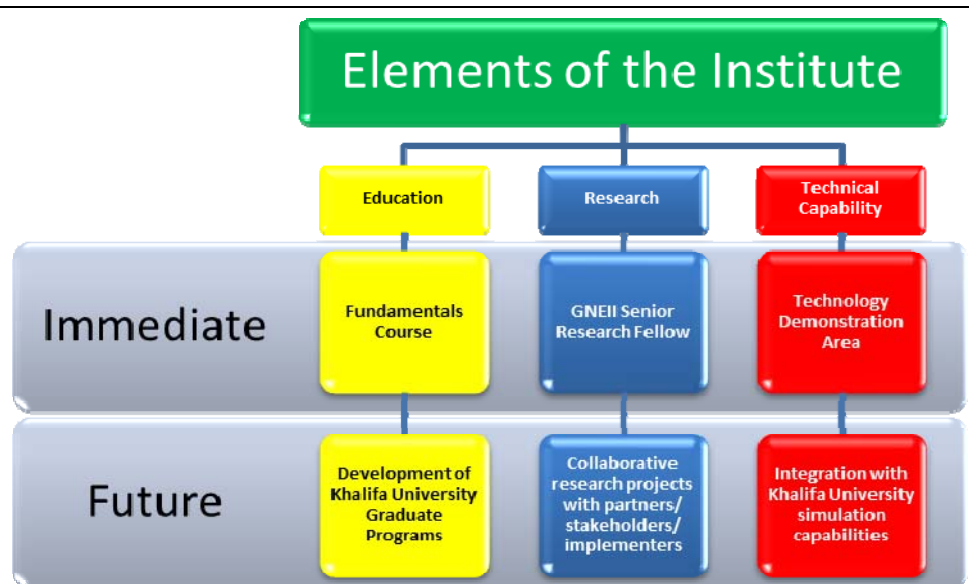 Elements of the Institute
Education
Research
Technical
Capability
Immediate
Fundamentals
Course
GNEII Senior
Research Fellow
Technology
Demonstration
Area
Future
Development of
Khalifa University
Graduate
Programs
Collaborative
research projects
with partners/
stakeholders/
implementers
Integration with
Khalifa University
simulation
capabilities